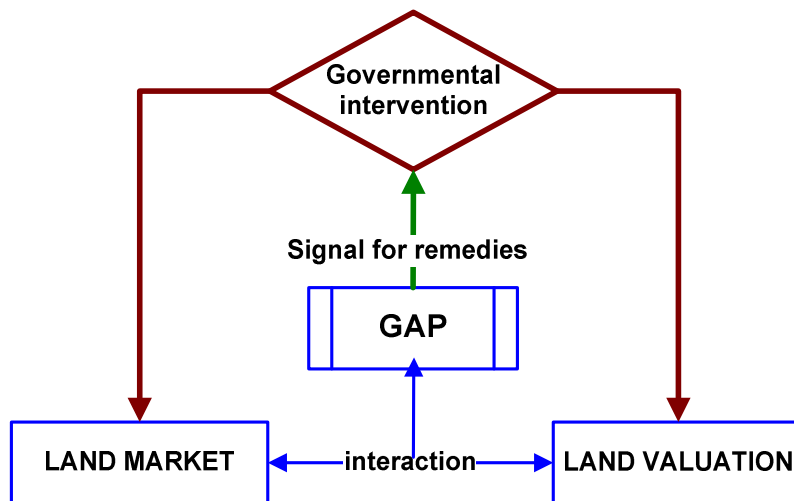 Governmental
intervention
Signal for remedies
GAP
LAND MARKET
interaction
LAND VALUATION